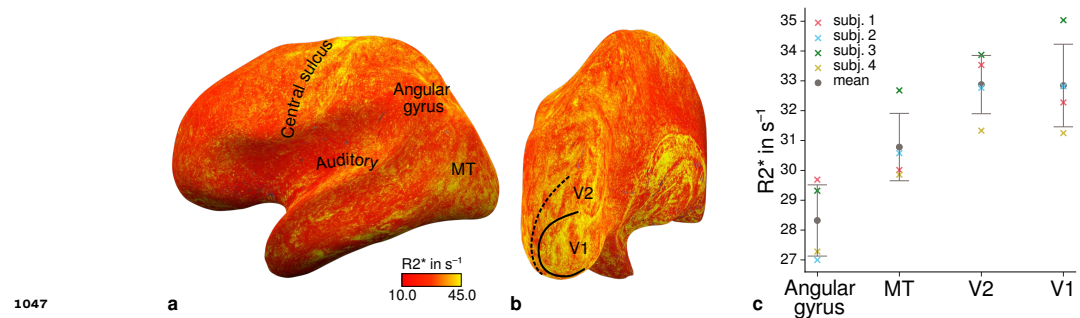 Central sulcus
Angular
gyrus
Auditory
MT
R2* in s⁻¹
10.0 45.0
1047
a
V2
V1
b
35
34
33
32
31
30
29
28
27
R2* in s⁻¹
subj. 1
subj. 2
subj. 3
subj. 4
mean
Angular
gyrus
MT
V2
V1
c